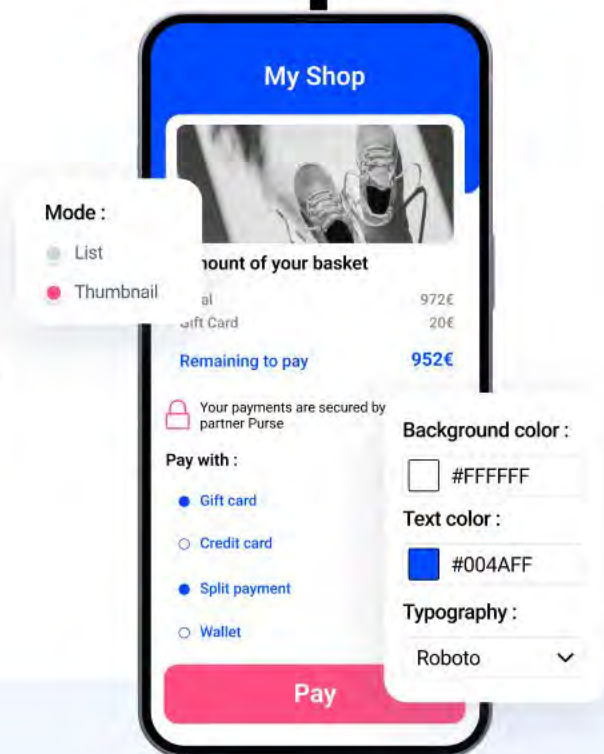 My Shop
Mode :
List
Thumbnail
mount of your basket
al 972€
Gift Card 20€
Remaining to pay 952€
Your payments are secured by
partner Purse
Pay with :
Gift card
Credit card
Split payment
Wallet
Pay
Background color :
#FFFFFF
Text color :
#004AFF
Typography :
Roboto